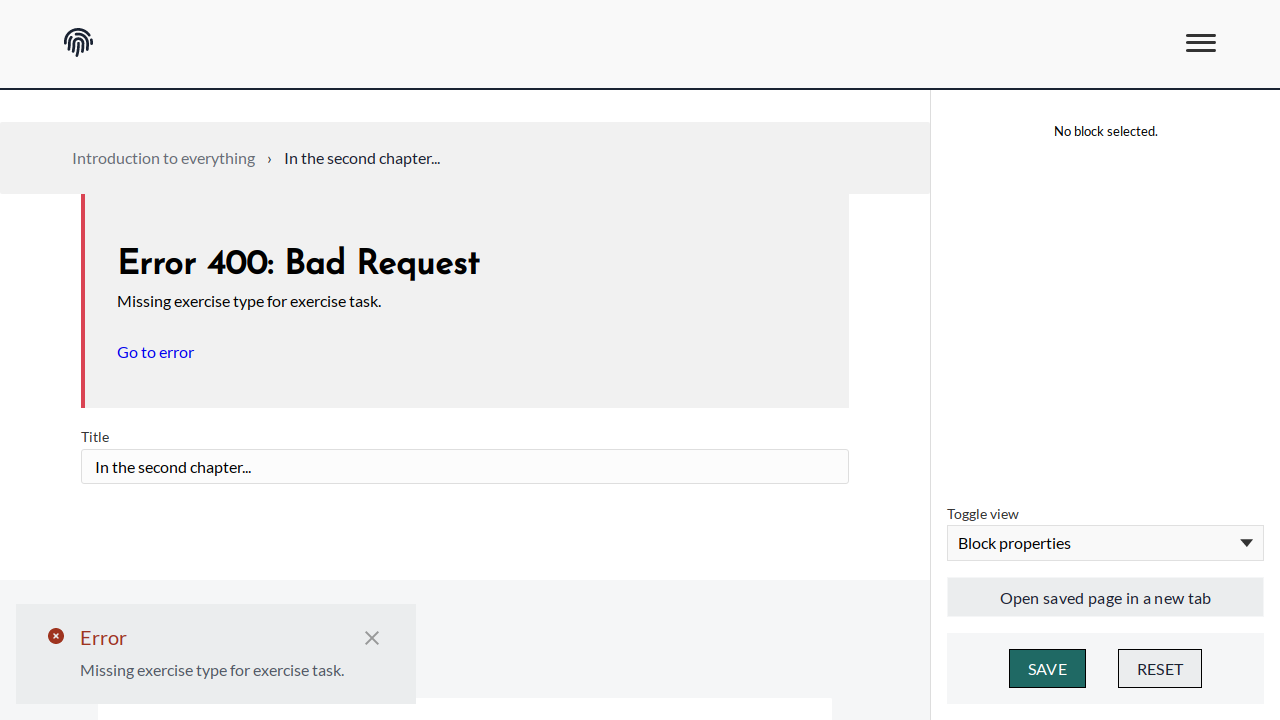 Introduction to everything › In the second chapter...
Error 400: Bad Request
Missing exercise type for exercise task.
Go to error
Title
In the second chapter...
Error
Missing exercise type for exercise task.
No block selected.
Toggle view
Block properties
Open saved page in a new tab
SAVE
RESET